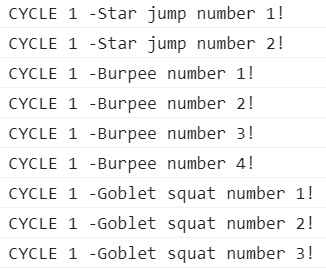 CYCLE 1 -Star jump number 1!
CYCLE 1 -Star jump number 2!
CYCLE 1 -Burpee number 1!
CYCLE 1 -Burpee number 2!
CYCLE 1 -Burpee number 3!
CYCLE 1 -Burpee number 4!
CYCLE 1 -Goblet squat number 1!
CYCLE 1 -Goblet squat number 2!
CYCLE 1 -Goblet squat number 3!